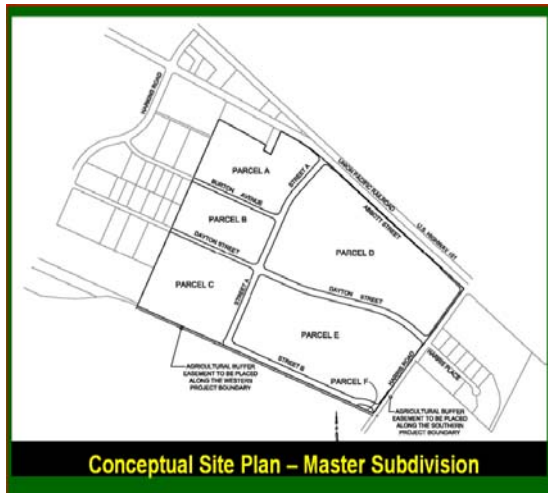 HARKINS ROAD
PARCEL A
STREET A
UNION PACIFIC RAILROAD
U.S. HIGHWAY 101
BURTON AVENUE
ABBOTT STREET
PARCEL B
DAYTON STREET
PARCEL D
PARCEL C
STREET A
DAYTON STREET
PARCEL E
HARRIS ROAD
HARRIS PLACE
STREET B
PARCEL F
AGRICULTURAL BUFFER
EASEMENT TO BE PLACED
ALONG THE WESTERN
PROJECT BOUNDARY
AGRICULTURAL BUFFER
EASEMENT TO BE PLACED
ALONG THE SOUTHERN
PROJECT BOUNDARY
Conceptual Site Plan – Master Subdivision